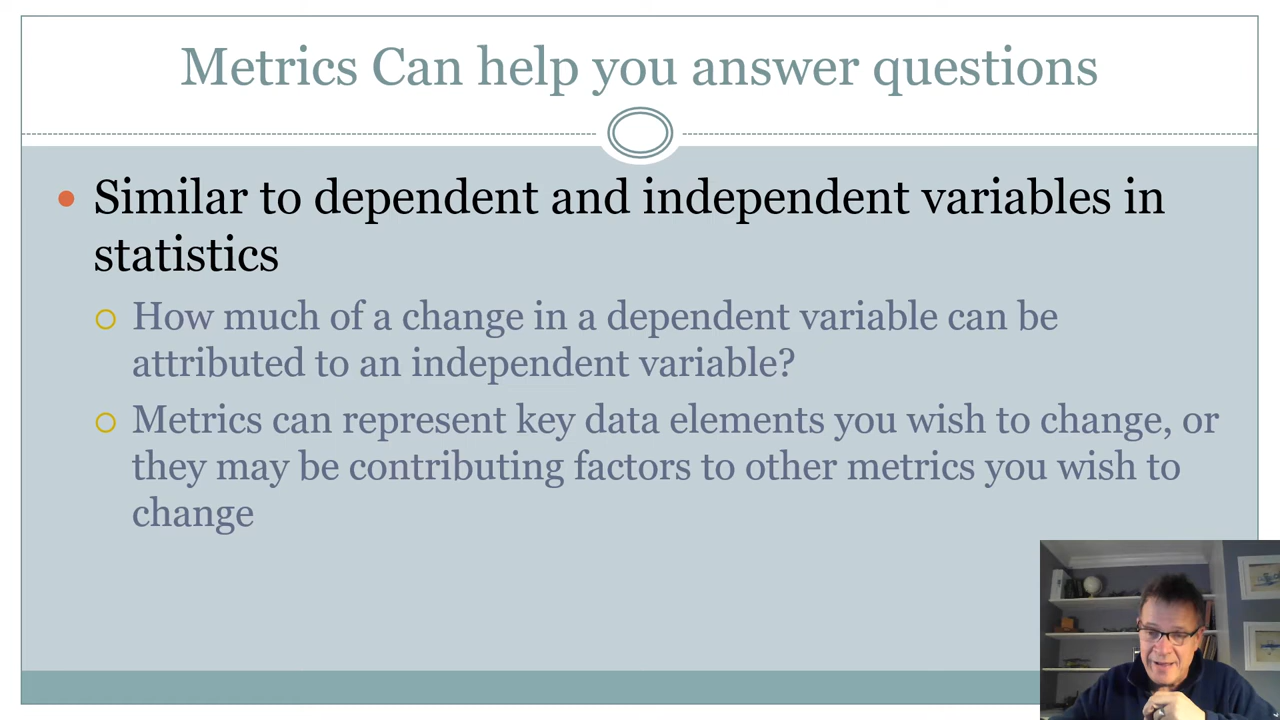 Metrics Can help you answer questions
Similar to dependent and independent variables in
statistics
How much of a change in a dependent variable can be
attributed to an independent variable?
Metrics can represent key data elements you wish to change, or
they may be contributing factors to other metrics you wish to
change